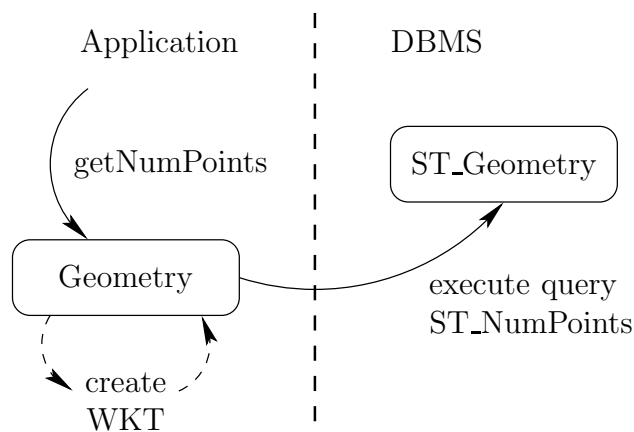 Application
DBMS
getNumPoints
ST_Geometry
Geometry
execute query
ST_NumPoints
create
WKT